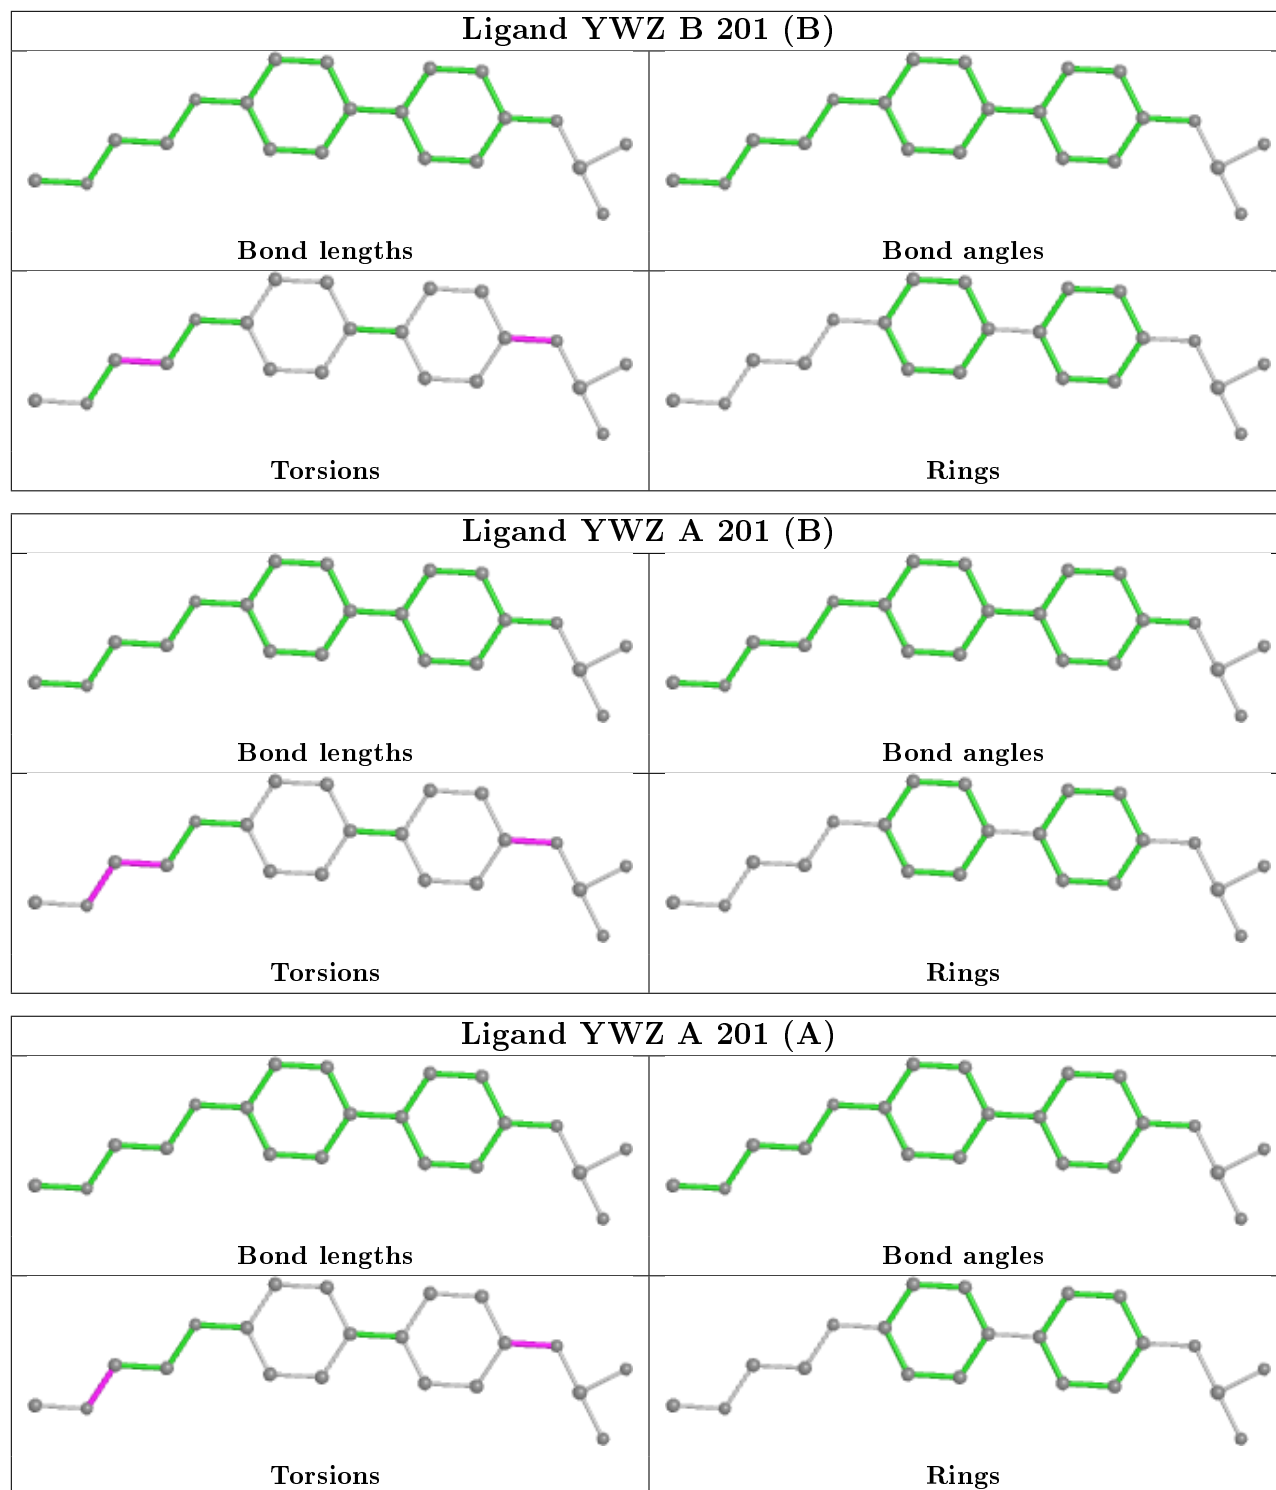 Ligand YWZ B 201 (B)
Bond lengths
Bond angles
Torsions
Rings
Ligand YWZ A 201 (B)
Bond lengths
Bond angles
Torsions
Rings
Ligand YWZ A 201 (A)
Bond lengths
Bond angles
Torsions
Rings